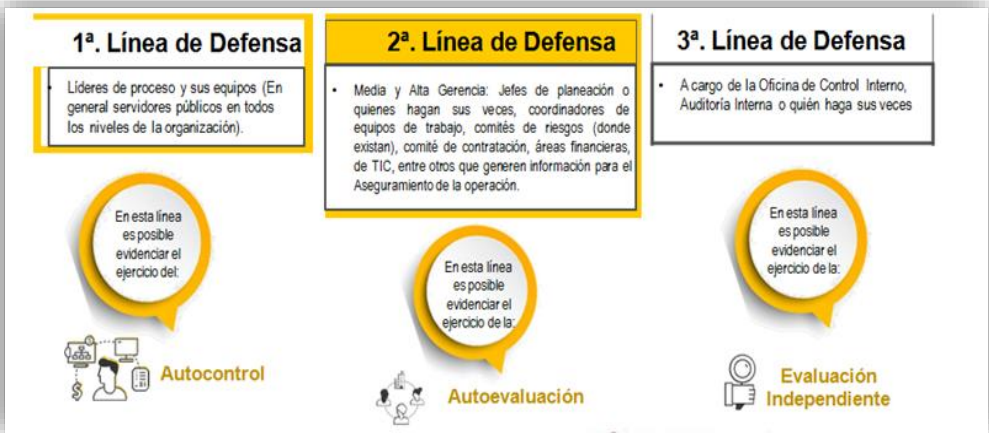 1ª. Línea de Defensa
• Líderes de proceso y sus equipos (En
general servidores públicos en todos
los niveles de la organización).
En esta línea
es posible
evidenciar el
ejercicio del:
Autocontrol
2ª. Línea de Defensa
• Media y Alta Gerencia: Jefes de planeación o
quienes hagan sus veces, coordinadores de
equipos de trabajo, comités de riesgos (donde
existan), comité de contratación, áreas financieras,
de TIC, entre otros que generen información para el
Aseguramiento de la operación.
En esta línea
es posible
evidenciar el
ejercicio de la:
Autoevaluación
3ª. Línea de Defensa
• A cargo de la Oficina de Control Interno,
Auditoría Interna o quién haga sus veces
En esta línea
es posible
evidenciar el
ejercicio de la:
Evaluación
Independiente